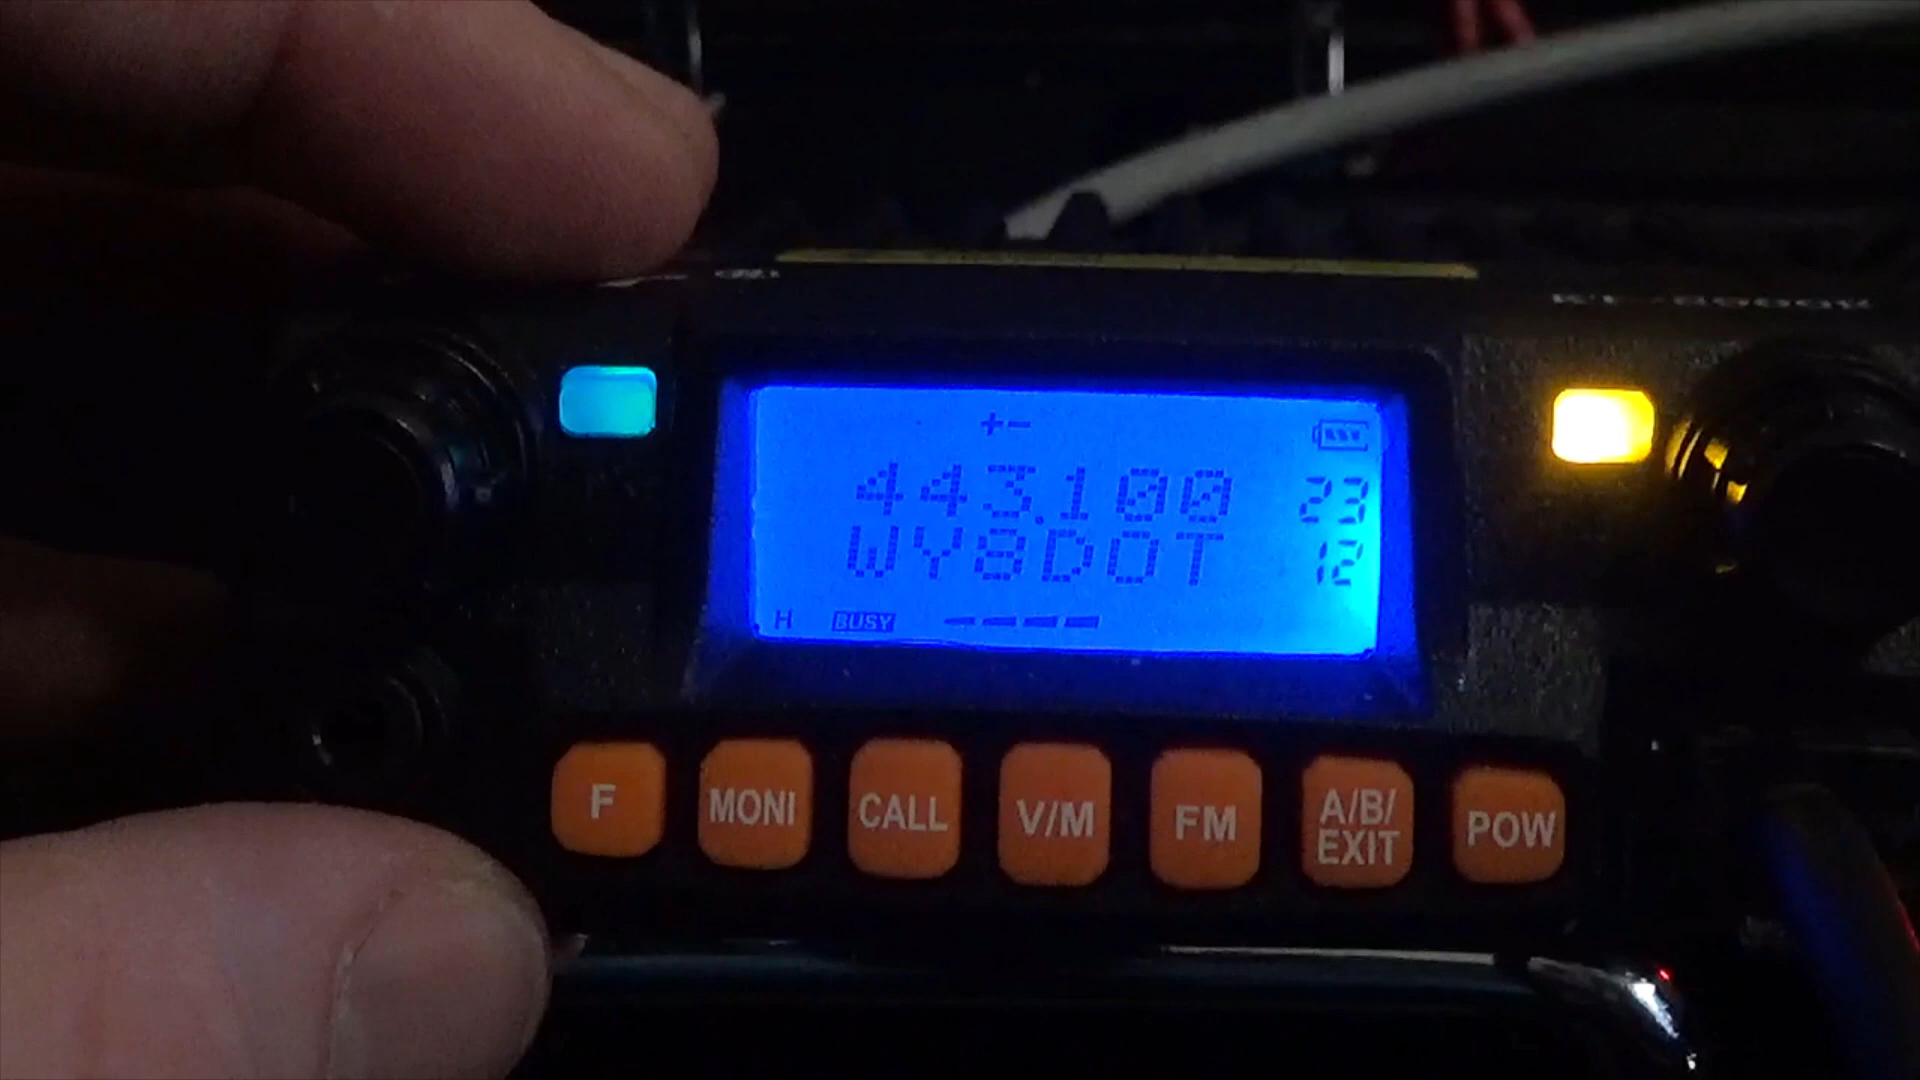 +-
443.100 23
WY8DOT 12
H BUSY
F MONI CALL V/M FM A/B/ EXIT POW